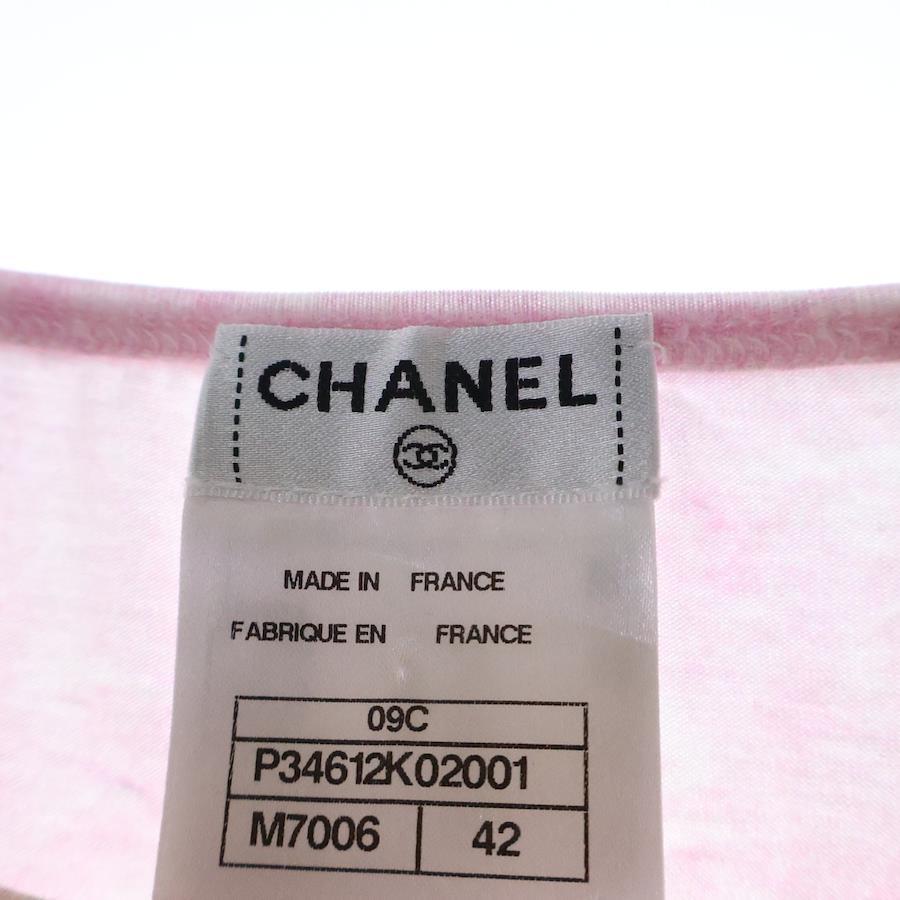 CHANEL
MADE IN FRANCE
FABRIQUE EN FRANCE
09C
P34612K02001
M7006 42